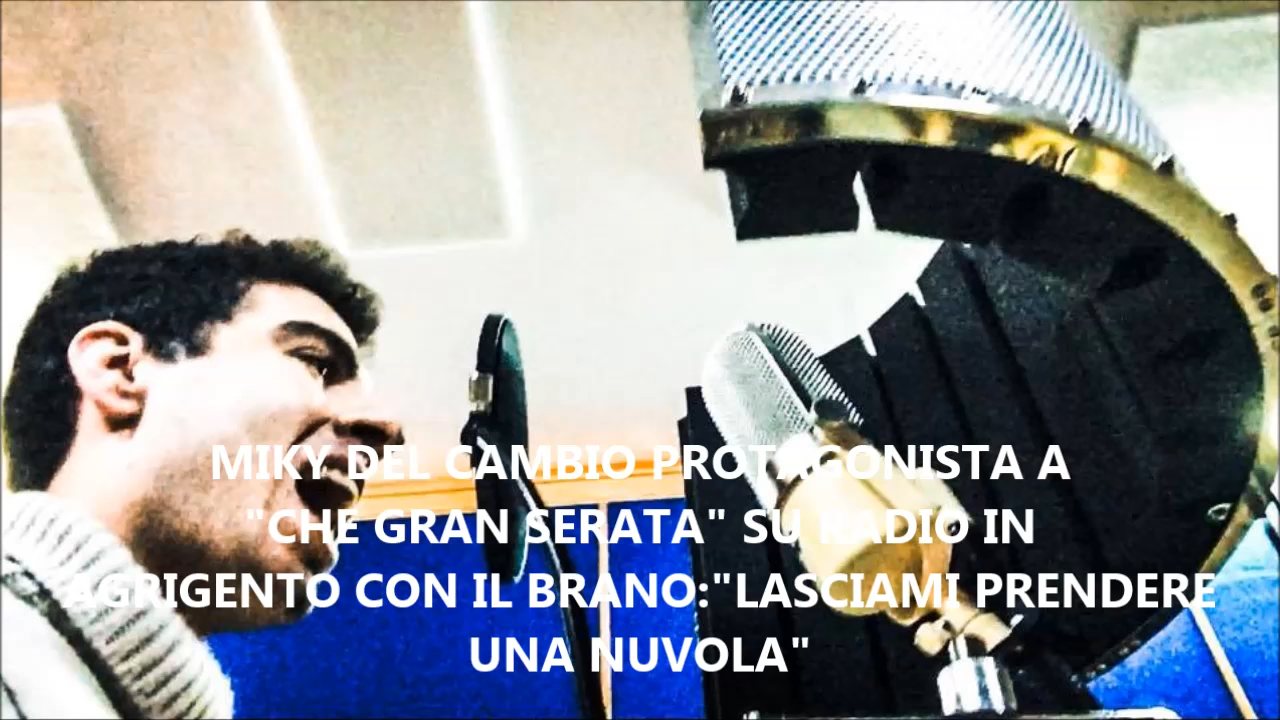 MIKY DEL CAMBIO PROTAGONISTA A
"CHE GRAN SERATA" SU RADIO IN
AGRIGENTO CON IL BRANO:"LASCIAMI PRENDERE
UNA NUVOLA"